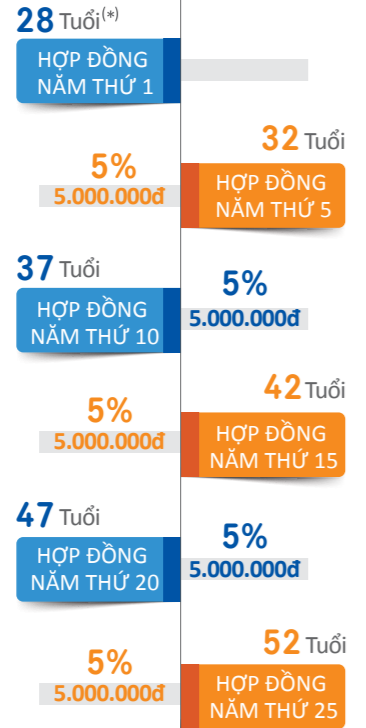 28 Tuổi(*)
HỢP ĐỒNG
NĂM THỨ 1
32 Tuổi
5%
5.000.000đ
HỢP ĐỒNG
NĂM THỨ 5
37 Tuổi
HỢP ĐỒNG
NĂM THỨ 10
5%
5.000.000đ
42 Tuổi
5%
5.000.000đ
HỢP ĐỒNG
NĂM THỨ 15
47 Tuổi
HỢP ĐỒNG
NĂM THỨ 20
5%
5.000.000đ
52 Tuổi
5%
5.000.000đ
HỢP ĐỒNG
NĂM THỨ 25